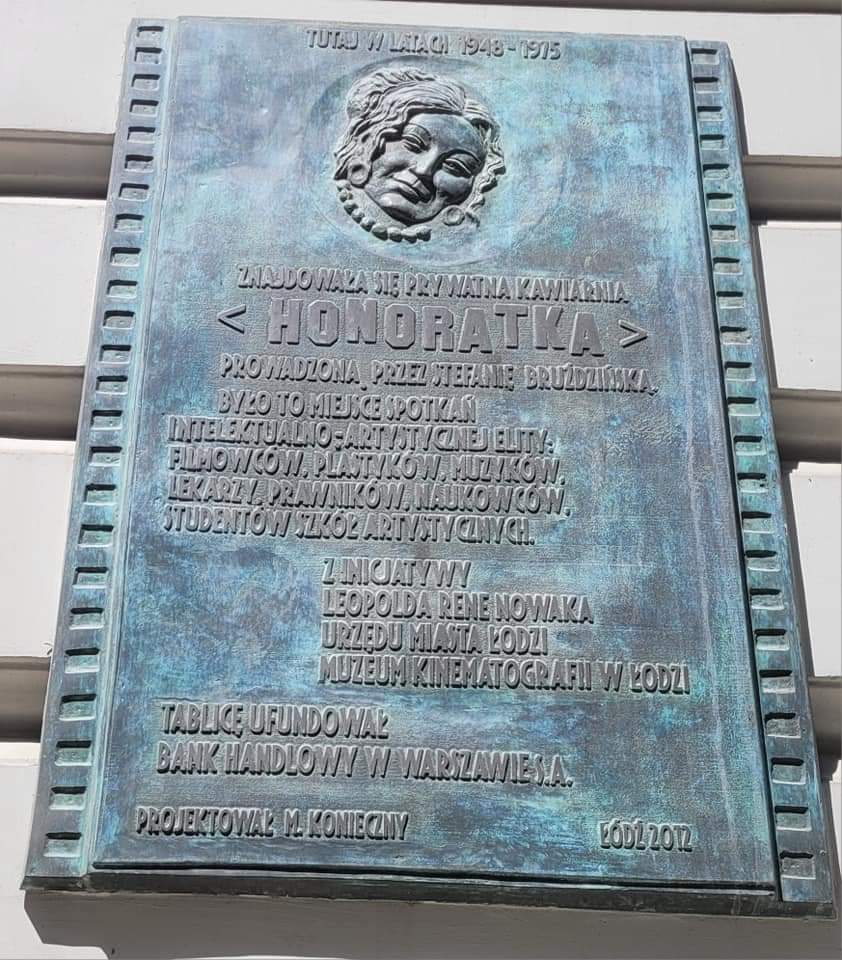 TUTAJ W LATACH 1948-1975
ZNAJDOWAŁA SIĘ PRYWATNA KAWIARNIA
< HONORATKA >
PROWADZONA PRZEZ STEFANIĘ BRUŹDZIŃSKĄ.
BYŁO TO MIEJSCE SPOTKAŃ
INTELEKTUALNO-ARTYSTYCZNEJ ELITY:
FILMOWCÓW, PLASTYKÓW, MUZYKÓW,
LEKARZY, PRAWNIKÓW, NAUKOWCÓW,
STUDENTÓW SZKÓŁ ARTYSTYCZNYCH.
Z INICJATYWY
LEOPOLDA RENE NOWAKA
URZĘDU MIASTA ŁODZI
MUZEUM KINEMATOGRAFII W ŁODZI
TABLICĘ UFUNDOWAŁ
BANK HANDLOWY W WARSZAWIE S.A.
PROJEKTOWAŁ M. KONIECZNY
ŁÓDŹ 2012